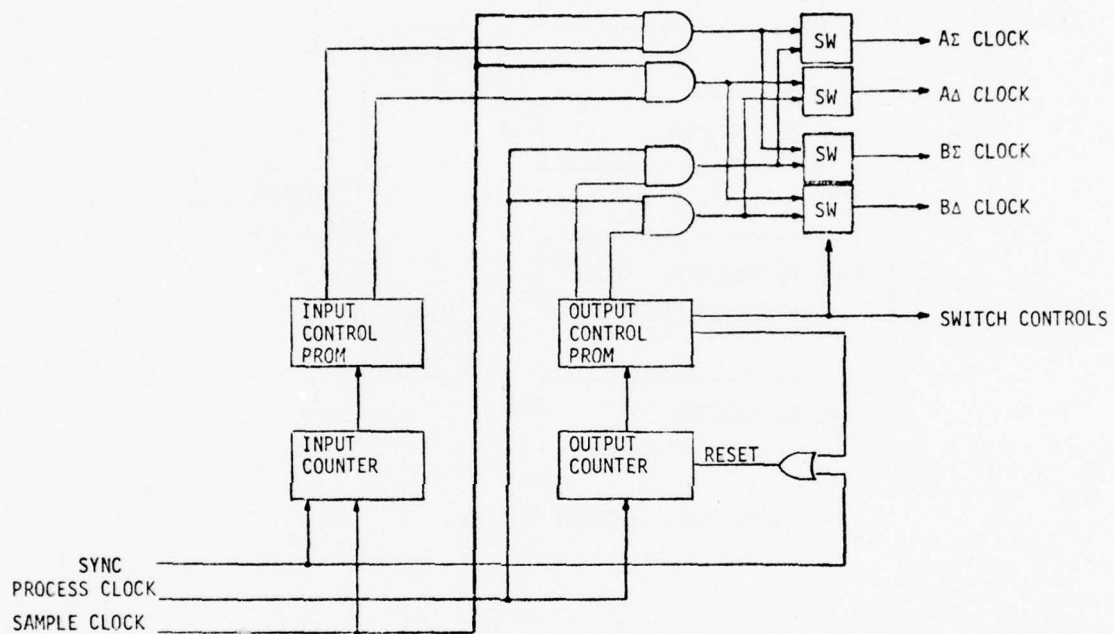 SW
AΣ CLOCK
SW
AΔ CLOCK
SW
BΣ CLOCK
SW
BΔ CLOCK
INPUT
CONTROL
PROM
OUTPUT
CONTROL
PROM
SWITCH CONTROLS
INPUT
COUNTER
OUTPUT
COUNTER
RESET
SYNC
PROCESS CLOCK
SAMPLE CLOCK